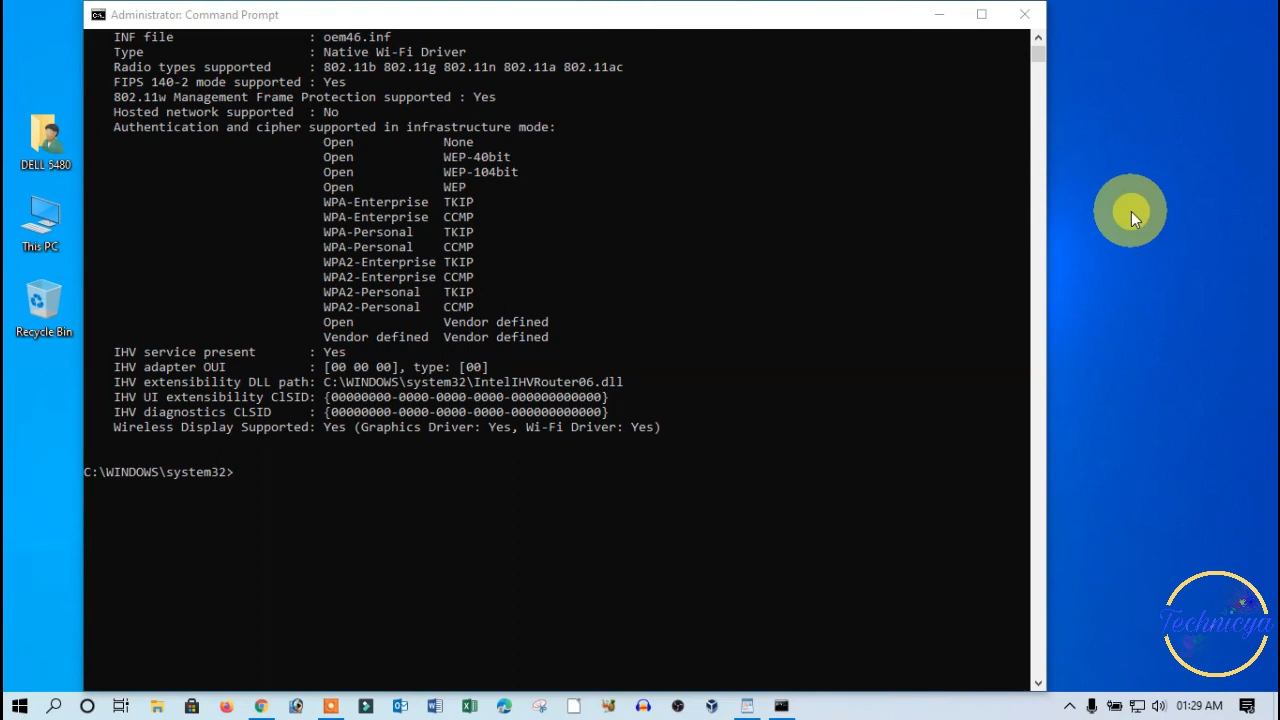 Administrator: Command Prompt
INF file : oem46.inf
Type : Native Wi-Fi Driver
Radio types supported : 802.11b 802.11g 802.11n 802.11a 802.11ac
FIPS 140-2 mode supported : Yes
802.11w Management Frame Protection supported : Yes
Hosted network supported : No
Authentication and cipher supported in infrastructure mode:
Open None
Open WEP-40bit
Open WEP-104bit
Open WEP
WPA-Enterprise TKIP
WPA-Enterprise CCMP
WPA-Personal TKIP
WPA-Personal CCMP
WPA2-Enterprise TKIP
WPA2-Enterprise CCMP
WPA2-Personal TKIP
WPA2-Personal CCMP
Open Vendor defined
Vendor defined Vendor defined
IHV service present : Yes
IHV adapter OUI : [00 00 00], type: [00]
IHV extensibility DLL path: C:\WINDOWS\system32\IntelIHVRouter06.dll
IHV UI extensibility ClSID: {00000000-0000-0000-0000-000000000000}
IHV diagnostics CLSID : {00000000-0000-0000-0000-000000000000}
Wireless Display Supported: Yes (Graphics Driver: Yes, Wi-Fi Driver: Yes)
C:\WINDOWS\system32>
DELL 5480
This PC
Recycle Bin
Technicya
01:29 AM